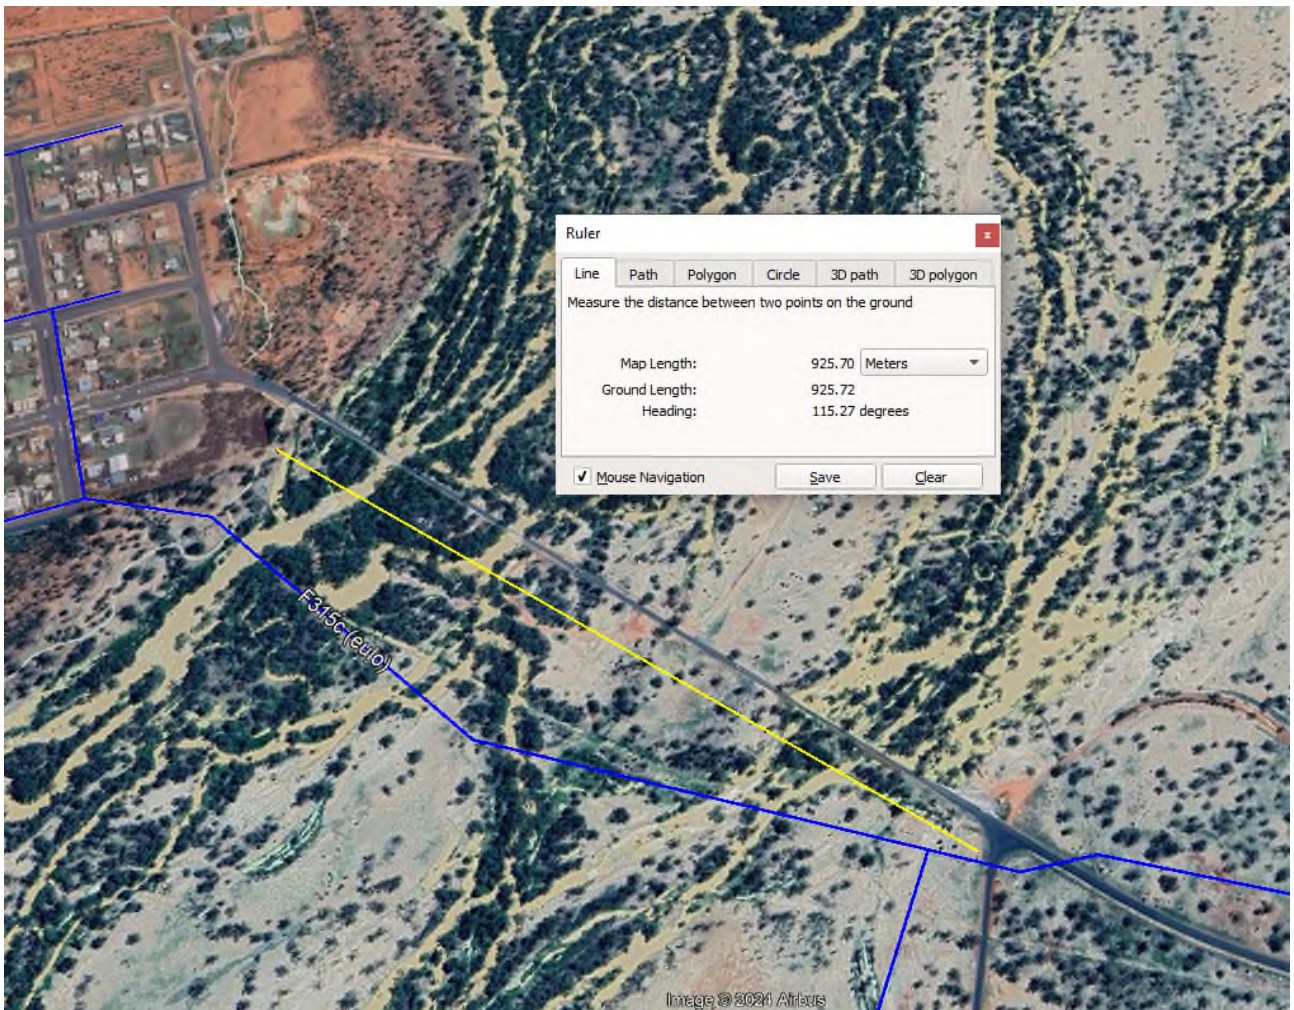 Ruler
Line Path Polygon Circle 3D path 3D polygon
Measure the distance between two points on the ground
Map Length: 925.70 Meters
Ground Length: 925.72
Heading: 115.27 degrees
Mouse Navigation Save Clear
F315c (eulo)
Image © 2024 Airbus